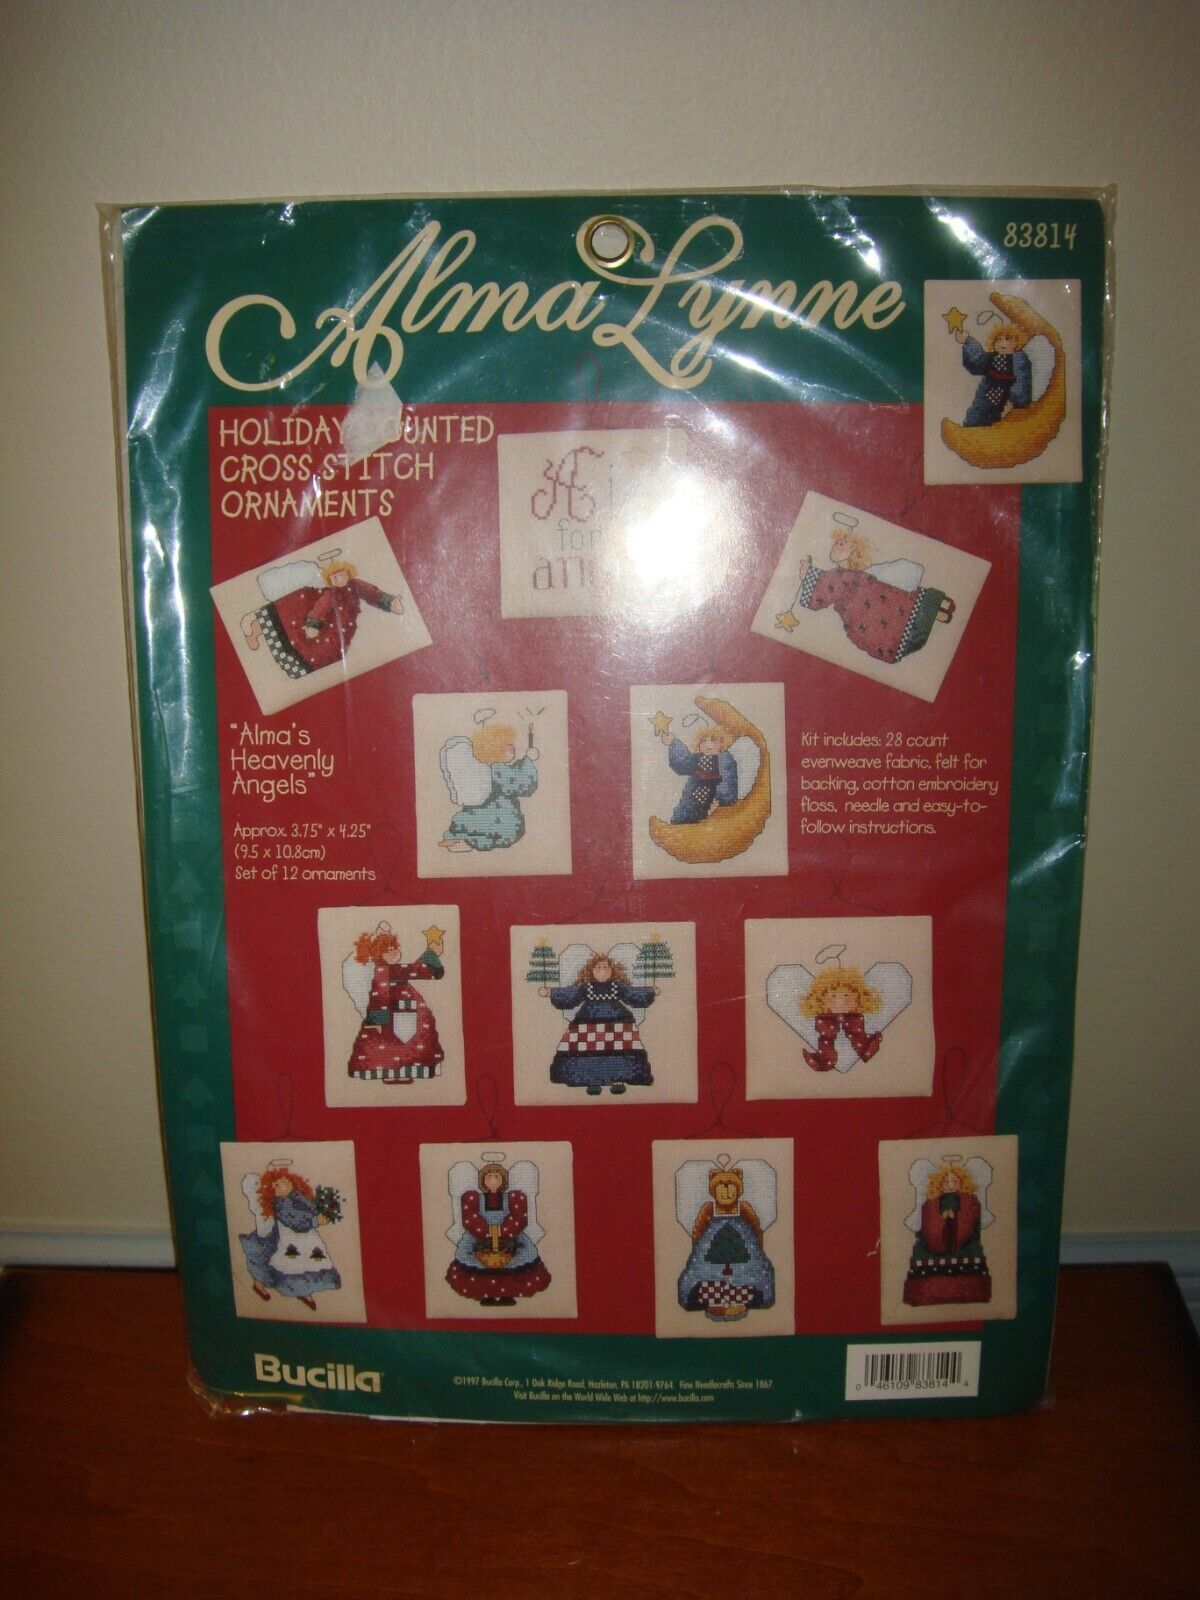 83814
Alma Lynne
HOLIDAY COUNTED
CROSS STITCH
ORNAMENTS
A i
for
an
"Alma's
Heavenly
Angels"
Approx. 3.75" x 4.25"
(9.5 x 10.8cm)
Set of 12 ornaments
Kit includes: 28 count
evenweave fabric, felt for
backing, cotton embroidery
floss, needle and easy-to-
follow instructions.
Bucilla
©1997 Bucilla Corp., 1 Oak Ridge Road, Hazleton, PA 18201-9764. Fine Needlecrafts Since 1867
Visit Bucilla on the World Wide Web at http://www.bucilla.com
0 46109 83814 4